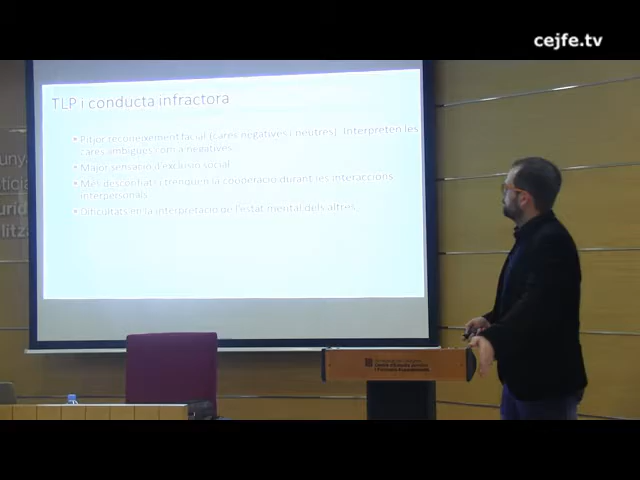 cejfe.tv
TLP i conducta infractora
• Pitjor reconeixement facial (cares negatives i neutres). Interpreten les
cares ambigües com a negatives.
• Major sensació d'exclusió social
• Més desconfiats i trenquen la cooperació durant les interaccions
interpersonals
• Dificultats en la interpretació de l'estat mental dels altres.